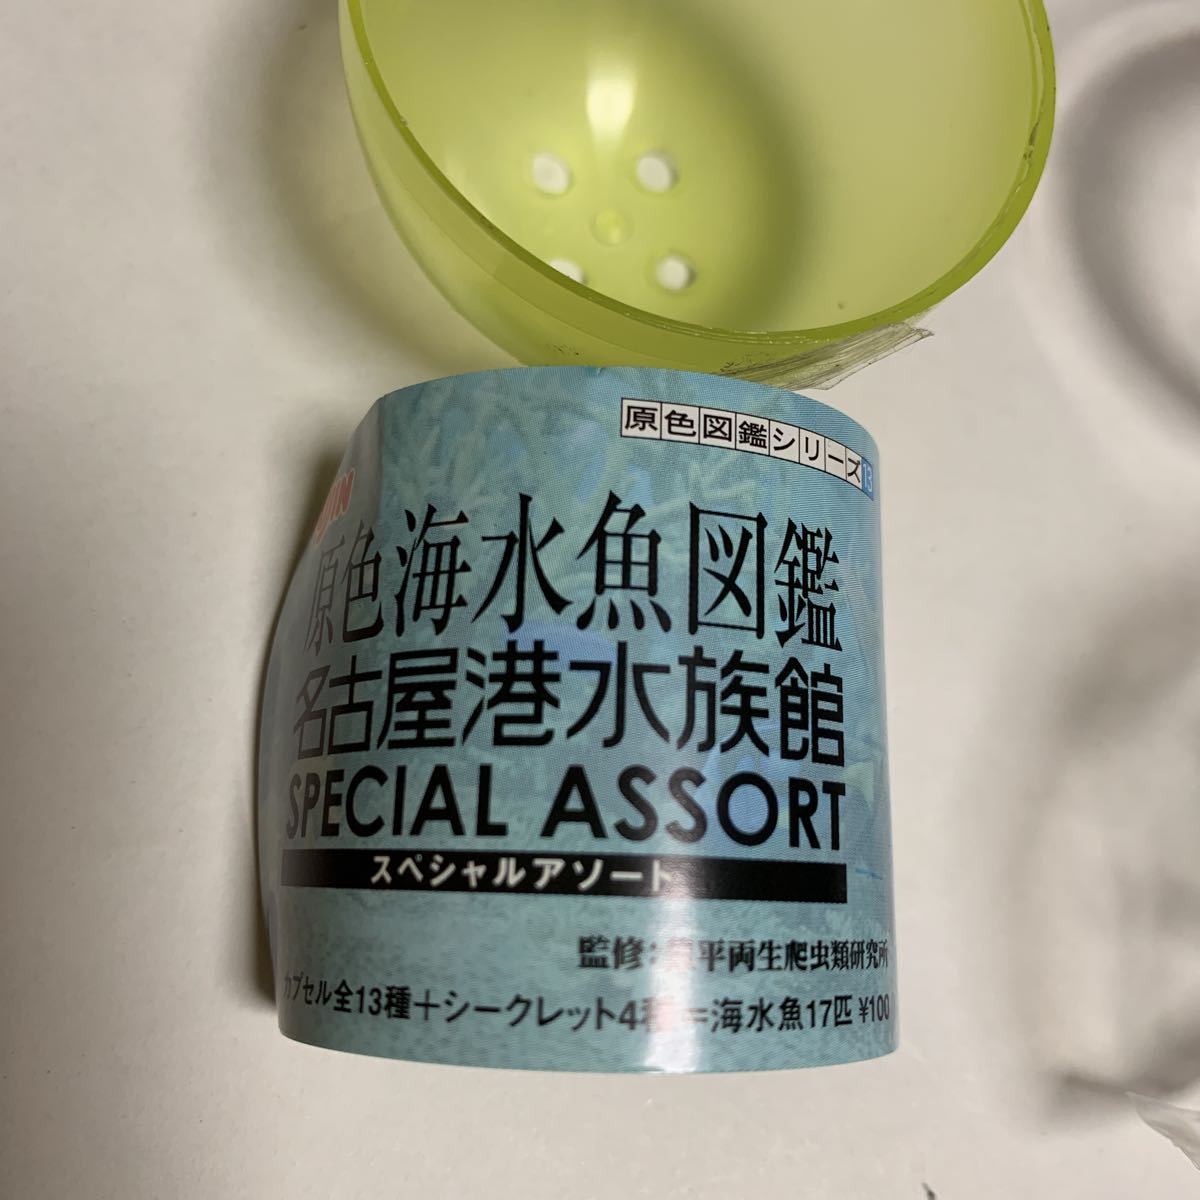 原色図鑑シリーズ13
原色海水魚図鑑
名古屋港水族館
SPECIAL ASSORT
スペシャルアソート
監修: 平両生爬虫類研究所
カプセル全13種+シークレット4種=海水魚17匹 ¥100